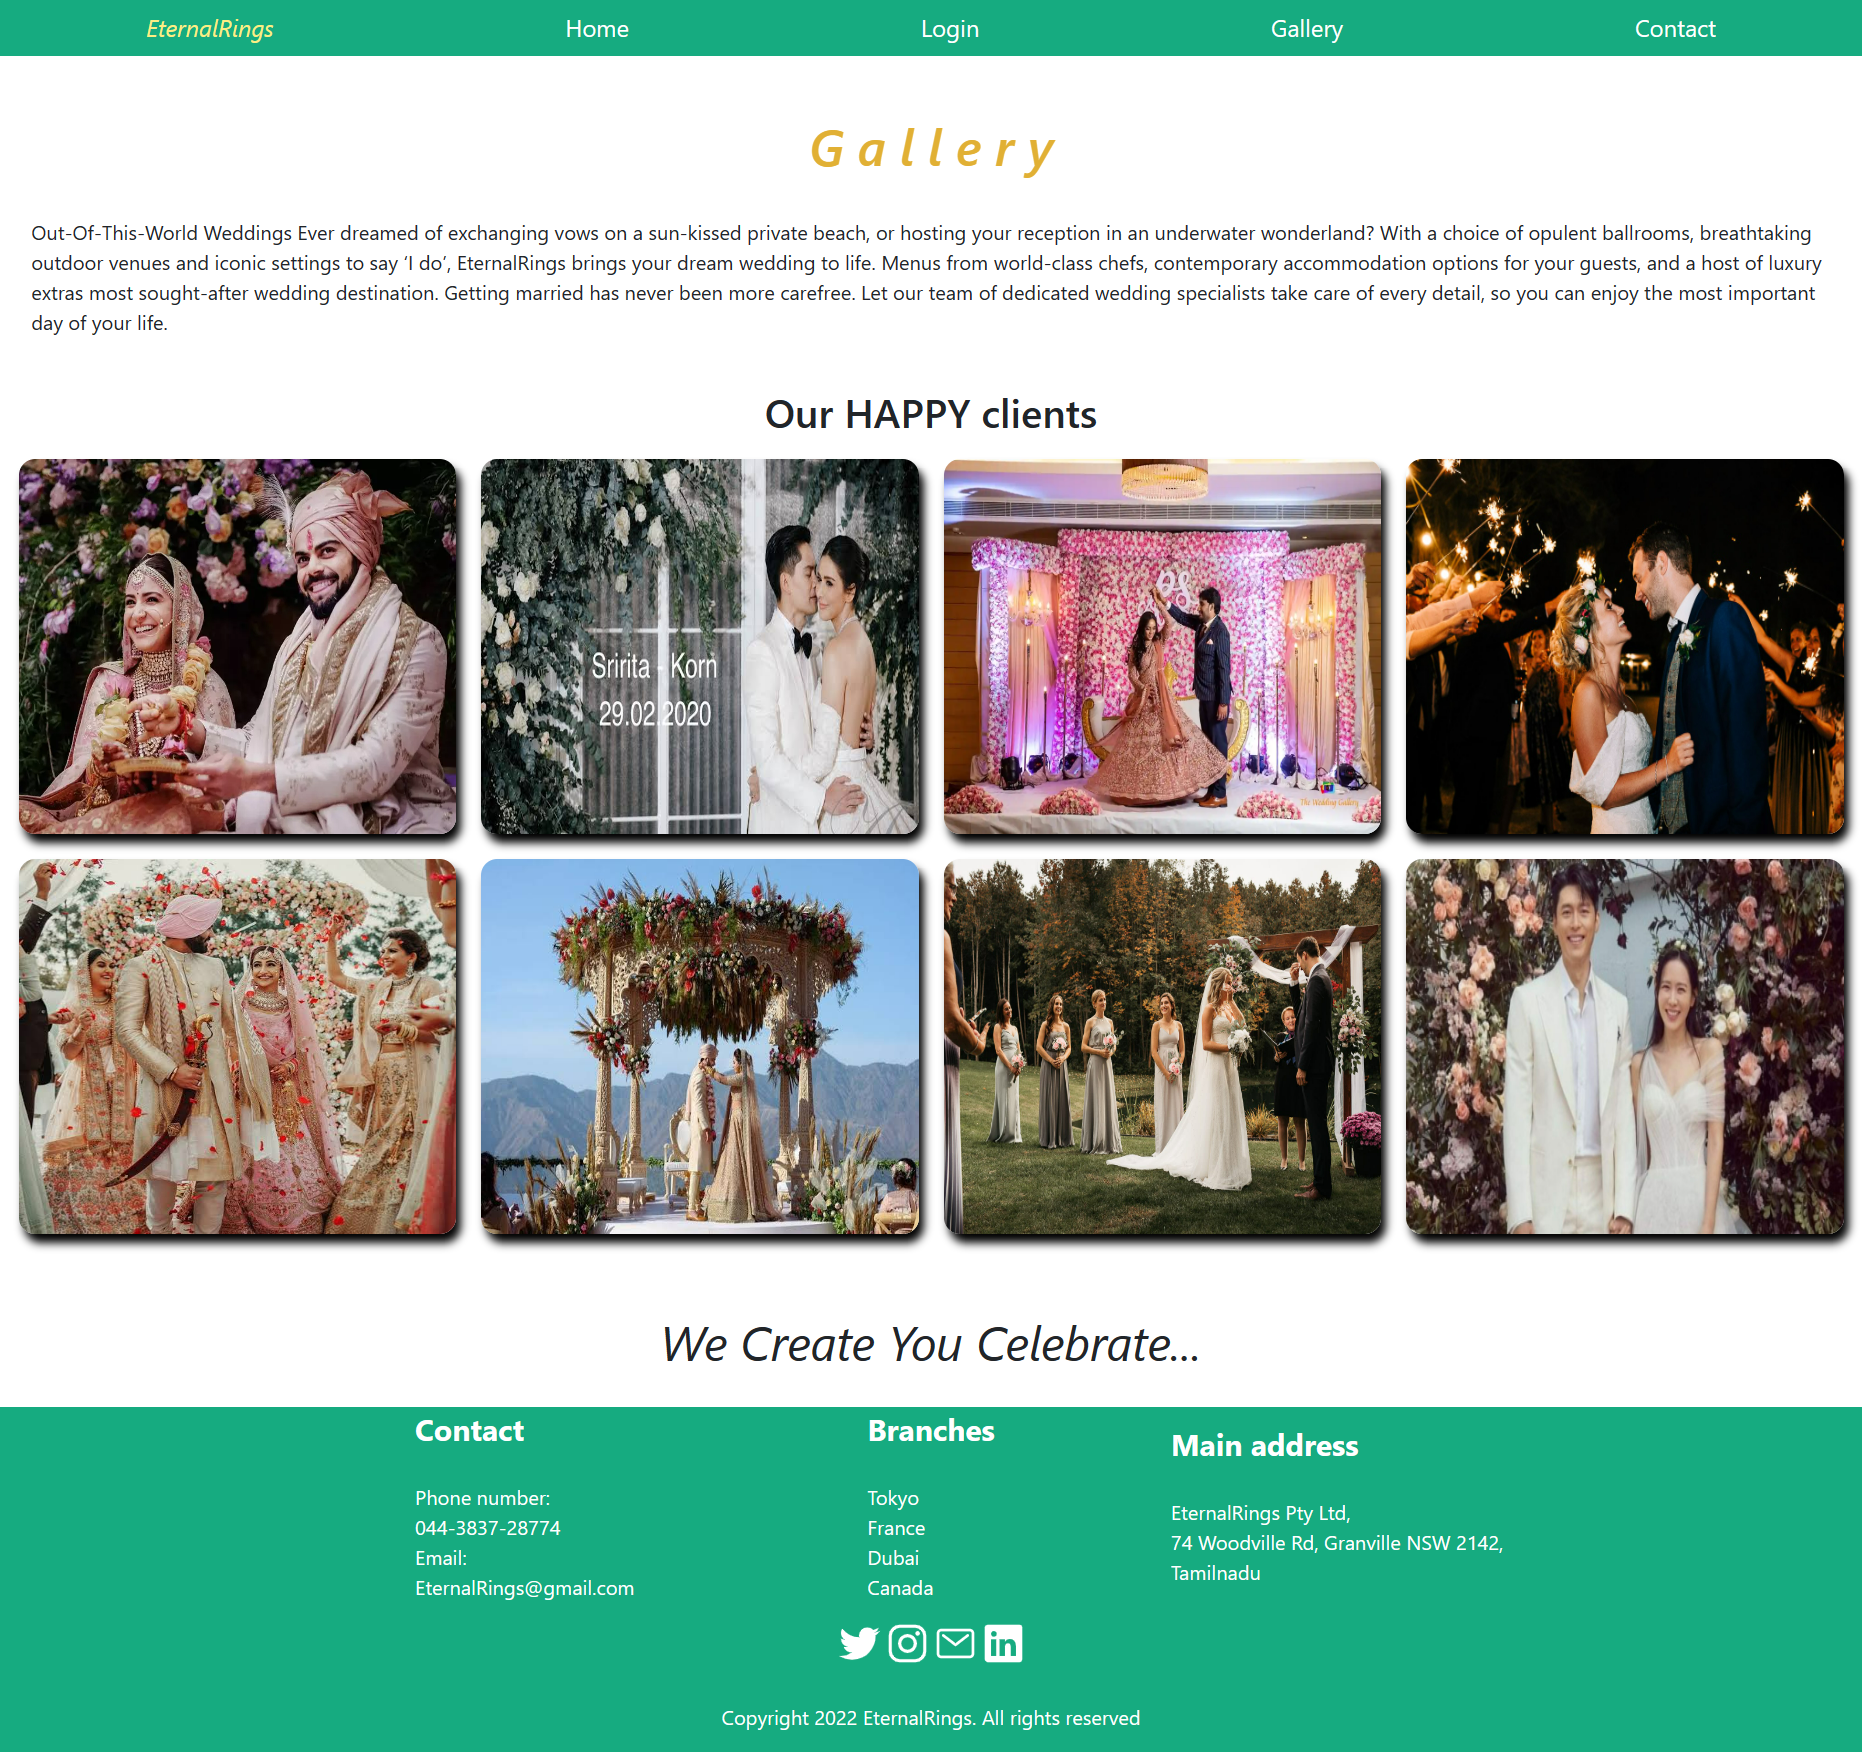 EternalRings Home Login Gallery Contact
Gallery
Out-Of-This-World Weddings Ever dreamed of exchanging vows on a sun-kissed private beach, or hosting your reception in an underwater wonderland? With a choice of opulent ballrooms, breathtaking
outdoor venues and iconic settings to say ‘I do’, EternalRings brings your dream wedding to life. Menus from world-class chefs, contemporary accommodation options for your guests, and a host of luxury
extras most sought-after wedding destination. Getting married has never been more carefree. Let our team of dedicated wedding specialists take care of every detail, so you can enjoy the most important
day of your life.
Our HAPPY clients
Sririta - Korn
29.02.2020
The Wedding Gallery
We Create You Celebrate...
Contact
Phone number:
044-3837-28774
Email:
EternalRings@gmail.com
Branches
Tokyo
France
Dubai
Canada
Main address
EternalRings Pty Ltd,
74 Woodville Rd, Granville NSW 2142,
Tamilnadu
in
Copyright 2022 EternalRings. All rights reserved